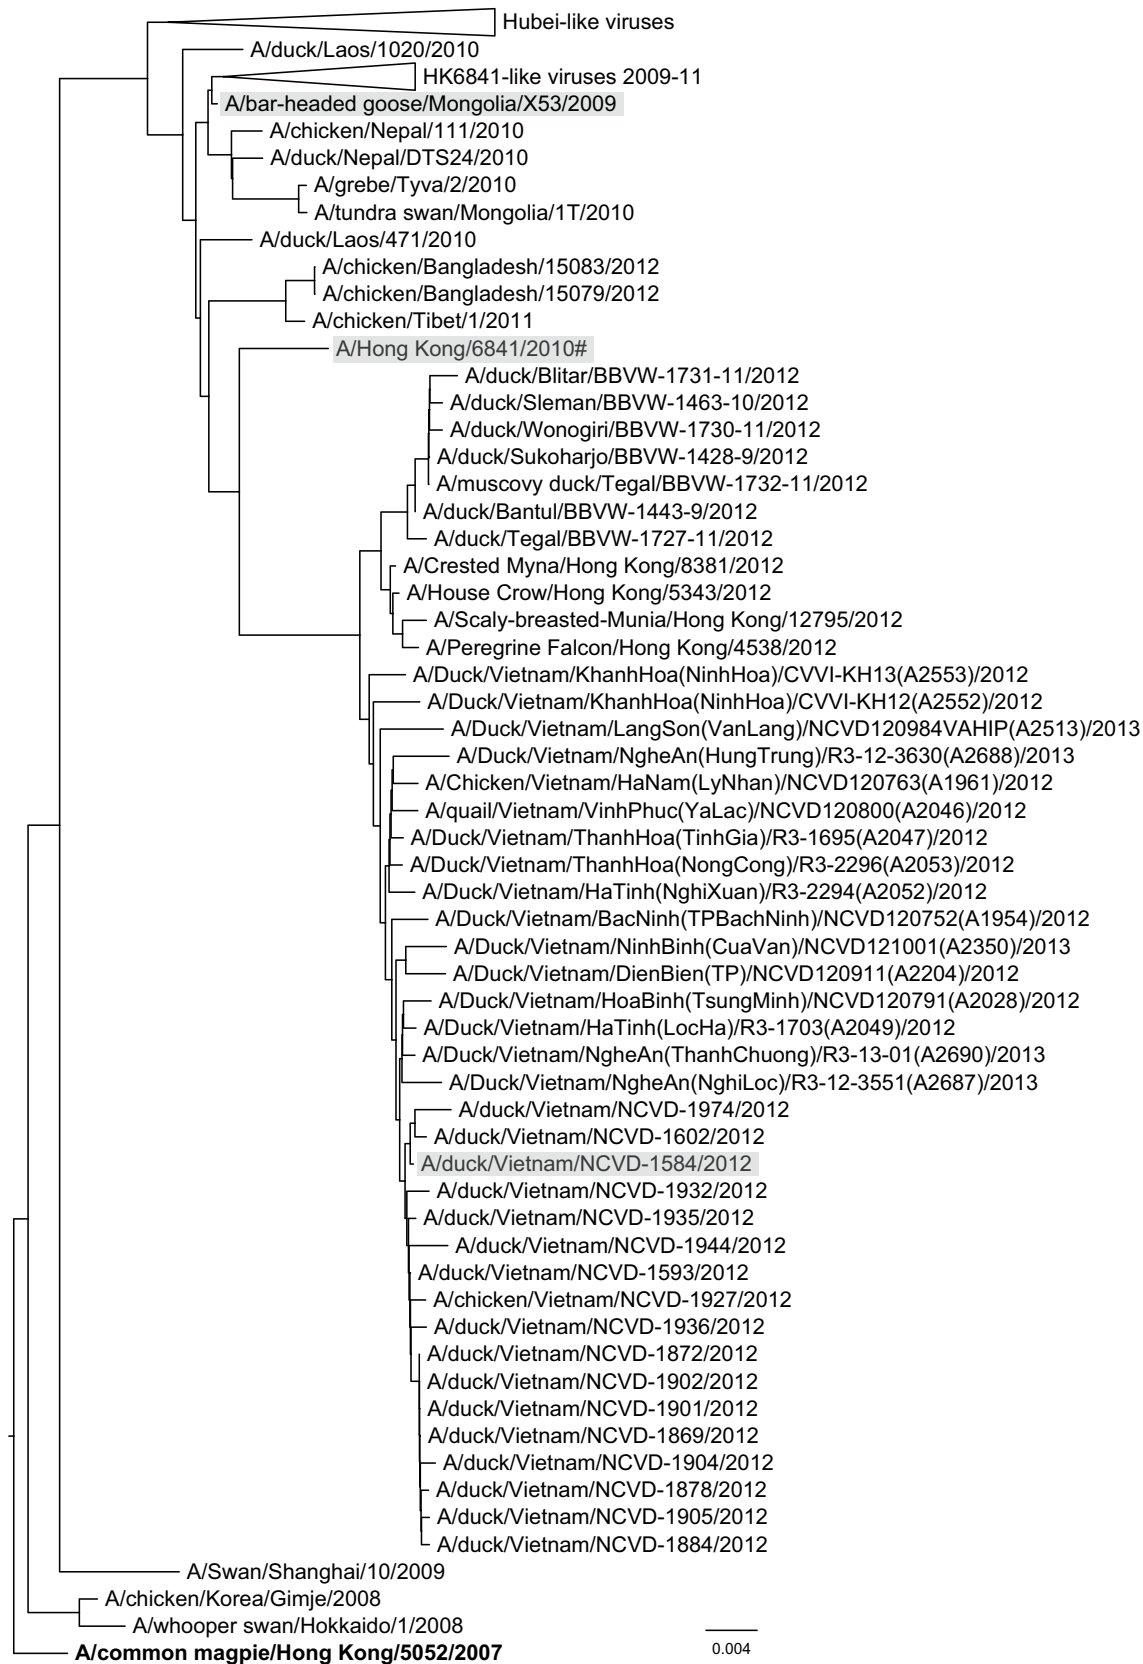 Hubei-like viruses
A/duck/Laos/1020/2010
HK6841-like viruses 2009-11
A/bar-headed goose/Mongolia/X53/2009
A/chicken/Nepal/111/2010
A/duck/Nepal/DTS24/2010
A/grebe/Tyva/2/2010
A/tundra swan/Mongolia/1T/2010
A/duck/Laos/471/2010
A/chicken/Bangladesh/15083/2012
A/chicken/Bangladesh/15079/2012
A/chicken/Tibet/1/2011
A/Hong Kong/6841/2010#
A/duck/Blitar/BBVW-1731-11/2012
A/duck/Sleman/BBVW-1463-10/2012
A/duck/Wonogiri/BBVW-1730-11/2012
A/duck/Sukoharjo/BBVW-1428-9/2012
A/muscovy duck/Tegal/BBVW-1732-11/2012
A/duck/Bantul/BBVW-1443-9/2012
A/duck/Tegal/BBVW-1727-11/2012
A/Crested Myna/Hong Kong/8381/2012
A/House Crow/Hong Kong/5343/2012
A/Scaly-breasted-Munia/Hong Kong/12795/2012
A/Peregrine Falcon/Hong Kong/4538/2012
A/Duck/Vietnam/KhanhHoa(NinhHoa)/CVVI-KH13(A2553)/2012
A/Duck/Vietnam/KhanhHoa(NinhHoa)/CVVI-KH12(A2552)/2012
A/Duck/Vietnam/LangSon(VanLang)/NCVD120984VAHIP(A2513)/2013
A/Duck/Vietnam/NgheAn(HungTrung)/R3-12-3630(A2688)/2013
A/Chicken/Vietnam/HaNam(LyNhan)/NCVD120763(A1961)/2012
A/quail/Vietnam/VinhPhuc(YaLac)/NCVD120800(A2046)/2012
A/Duck/Vietnam/ThanhHoa(TinhGia)/R3-1695(A2047)/2012
A/Duck/Vietnam/ThanhHoa(NongCong)/R3-2296(A2053)/2012
A/Duck/Vietnam/HaTinh(NghiXuan)/R3-2294(A2052)/2012
A/Duck/Vietnam/BacNinh(TPBachNinh)/NCVD120752(A1954)/2012
A/Duck/Vietnam/NinhBinh(CuaVan)/NCVD121001(A2350)/2013
A/Duck/Vietnam/DienBien(TP)/NCVD120911(A2204)/2012
A/Duck/Vietnam/HoaBinh(TsungMinh)/NCVD120791(A2028)/2012
A/Duck/Vietnam/HaTinh(LocHa)/R3-1703(A2049)/2012
A/Duck/Vietnam/NgheAn(ThanhChuong)/R3-13-01(A2690)/2013
A/Duck/Vietnam/NgheAn(NghiLoc)/R3-12-3551(A2687)/2013
A/duck/Vietnam/NCVD-1974/2012
A/duck/Vietnam/NCVD-1602/2012
A/duck/Vietnam/NCVD-1584/2012
A/duck/Vietnam/NCVD-1932/2012
A/duck/Vietnam/NCVD-1935/2012
A/duck/Vietnam/NCVD-1944/2012
A/duck/Vietnam/NCVD-1593/2012
A/chicken/Vietnam/NCVD-1927/2012
A/duck/Vietnam/NCVD-1936/2012
A/duck/Vietnam/NCVD-1872/2012
A/duck/Vietnam/NCVD-1902/2012
A/duck/Vietnam/NCVD-1901/2012
A/duck/Vietnam/NCVD-1869/2012
A/duck/Vietnam/NCVD-1904/2012
A/duck/Vietnam/NCVD-1878/2012
A/duck/Vietnam/NCVD-1905/2012
A/duck/Vietnam/NCVD-1884/2012
A/Swan/Shanghai/10/2009
A/chicken/Korea/Gimje/2008
A/whooper swan/Hokkaido/1/2008
A/common magpie/Hong Kong/5052/2007
0.004